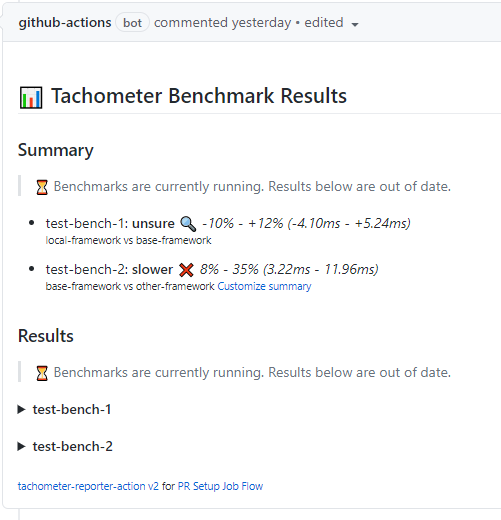 github-actions bot commented yesterday • edited
Tachometer Benchmark Results
Summary
Benchmarks are currently running. Results below are out of date.
• test-bench-1: unsure 🔍 -10% - +12% (-4.10ms - +5.24ms)
local-framework vs base-framework
• test-bench-2: slower ❌ 8% - 35% (3.22ms - 11.96ms)
base-framework vs other-framework Customize summary
Results
Benchmarks are currently running. Results below are out of date.
test-bench-1
test-bench-2
tachometer-reporter-action v2 for PR Setup Job Flow